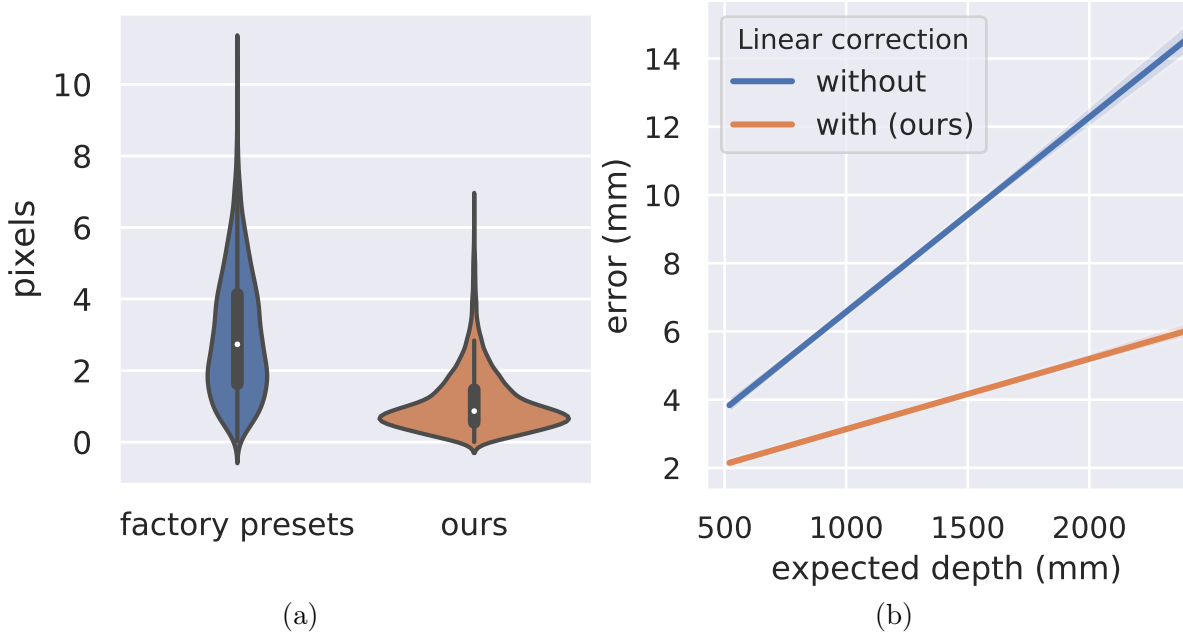 pixels
10
8
6
4
2
0
factory presets
ours
(a)
error (mm)
14
12
10
8
6
4
2
Linear correction
without
with (ours)
500 1000 1500 2000
expected depth (mm)
(b)